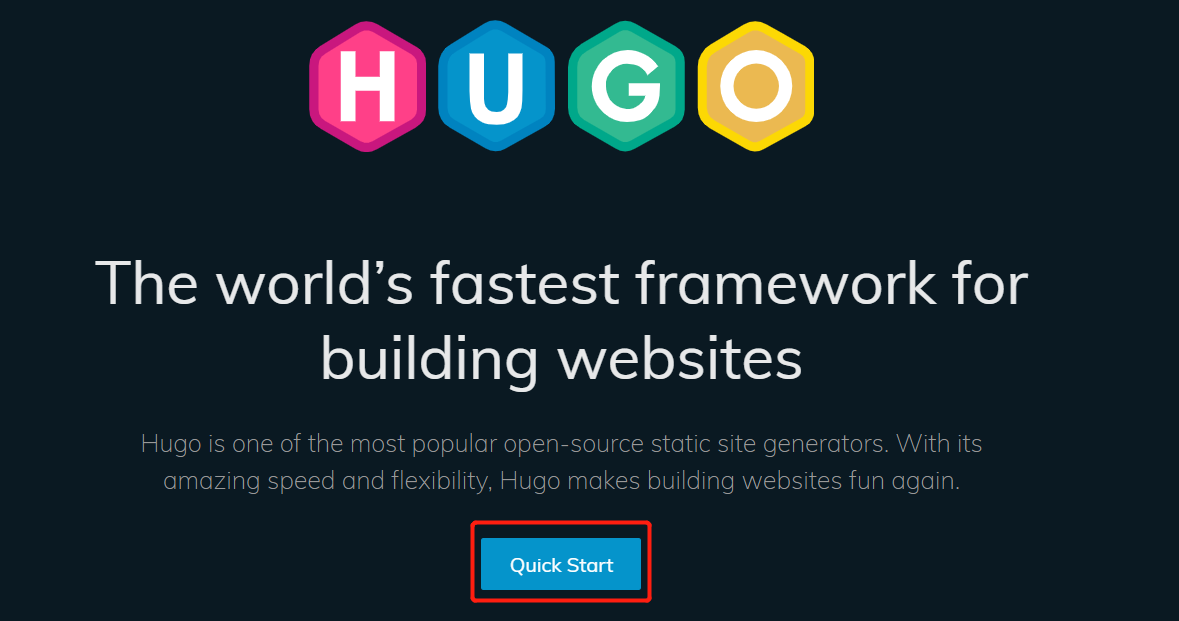 HUGO
The world’s fastest framework for
building websites
Hugo is one of the most popular open-source static site generators. With its
amazing speed and flexibility, Hugo makes building websites fun again.
Quick Start